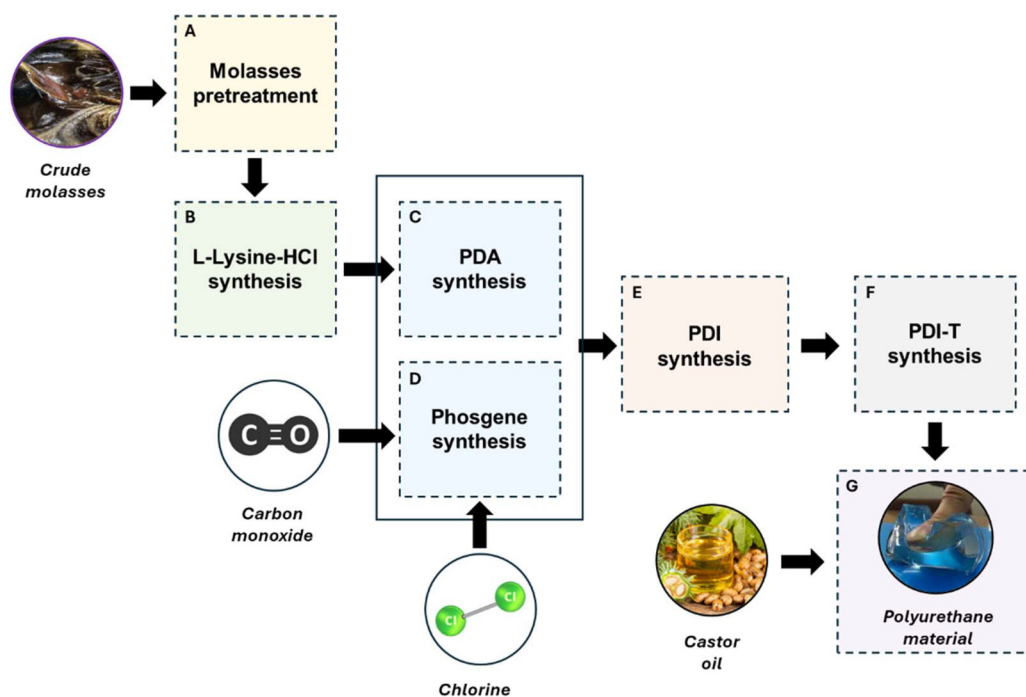 A
Molasses
pretreatment
Crude
molasses
B
L-Lysine-HCl
synthesis
C
PDA
synthesis
D
Phosgene
synthesis
C≡O
Carbon
monoxide
Cl
Cl
Chlorine
E
PDI
synthesis
F
PDI-T
synthesis
G
Polyurethane
material
Castor
oil